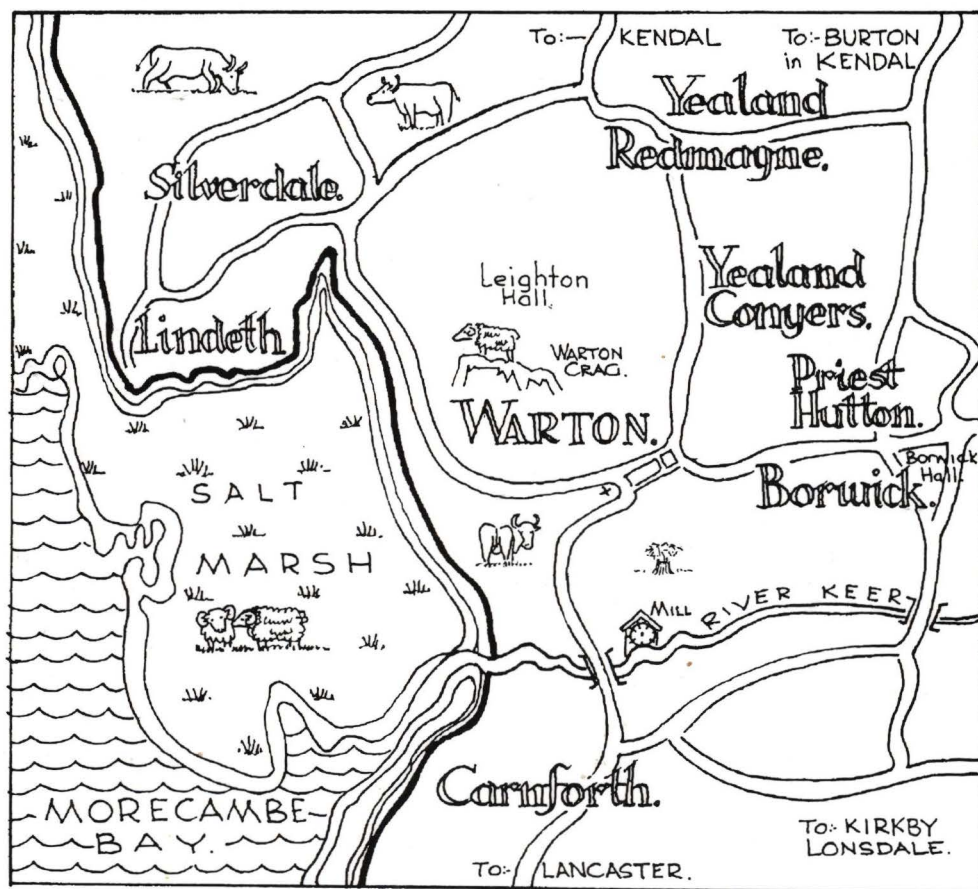 To:- KENDAL
To:- BURTON
in KENDAL
Yealand
Redmayne.
Silverdale.
Leighton
Hall.
Yealand
Conyers.
Lindeth
WARTON
CRAG.
Priest
Hutton.
WARTON.
Borwick
Hall.
Borwick.
SALT
MARSH
MILL
RIVER KEER
Carnforth.
MORECAMBE
BAY.
To:- KIRKBY
LONSDALE.
To:- LANCASTER.